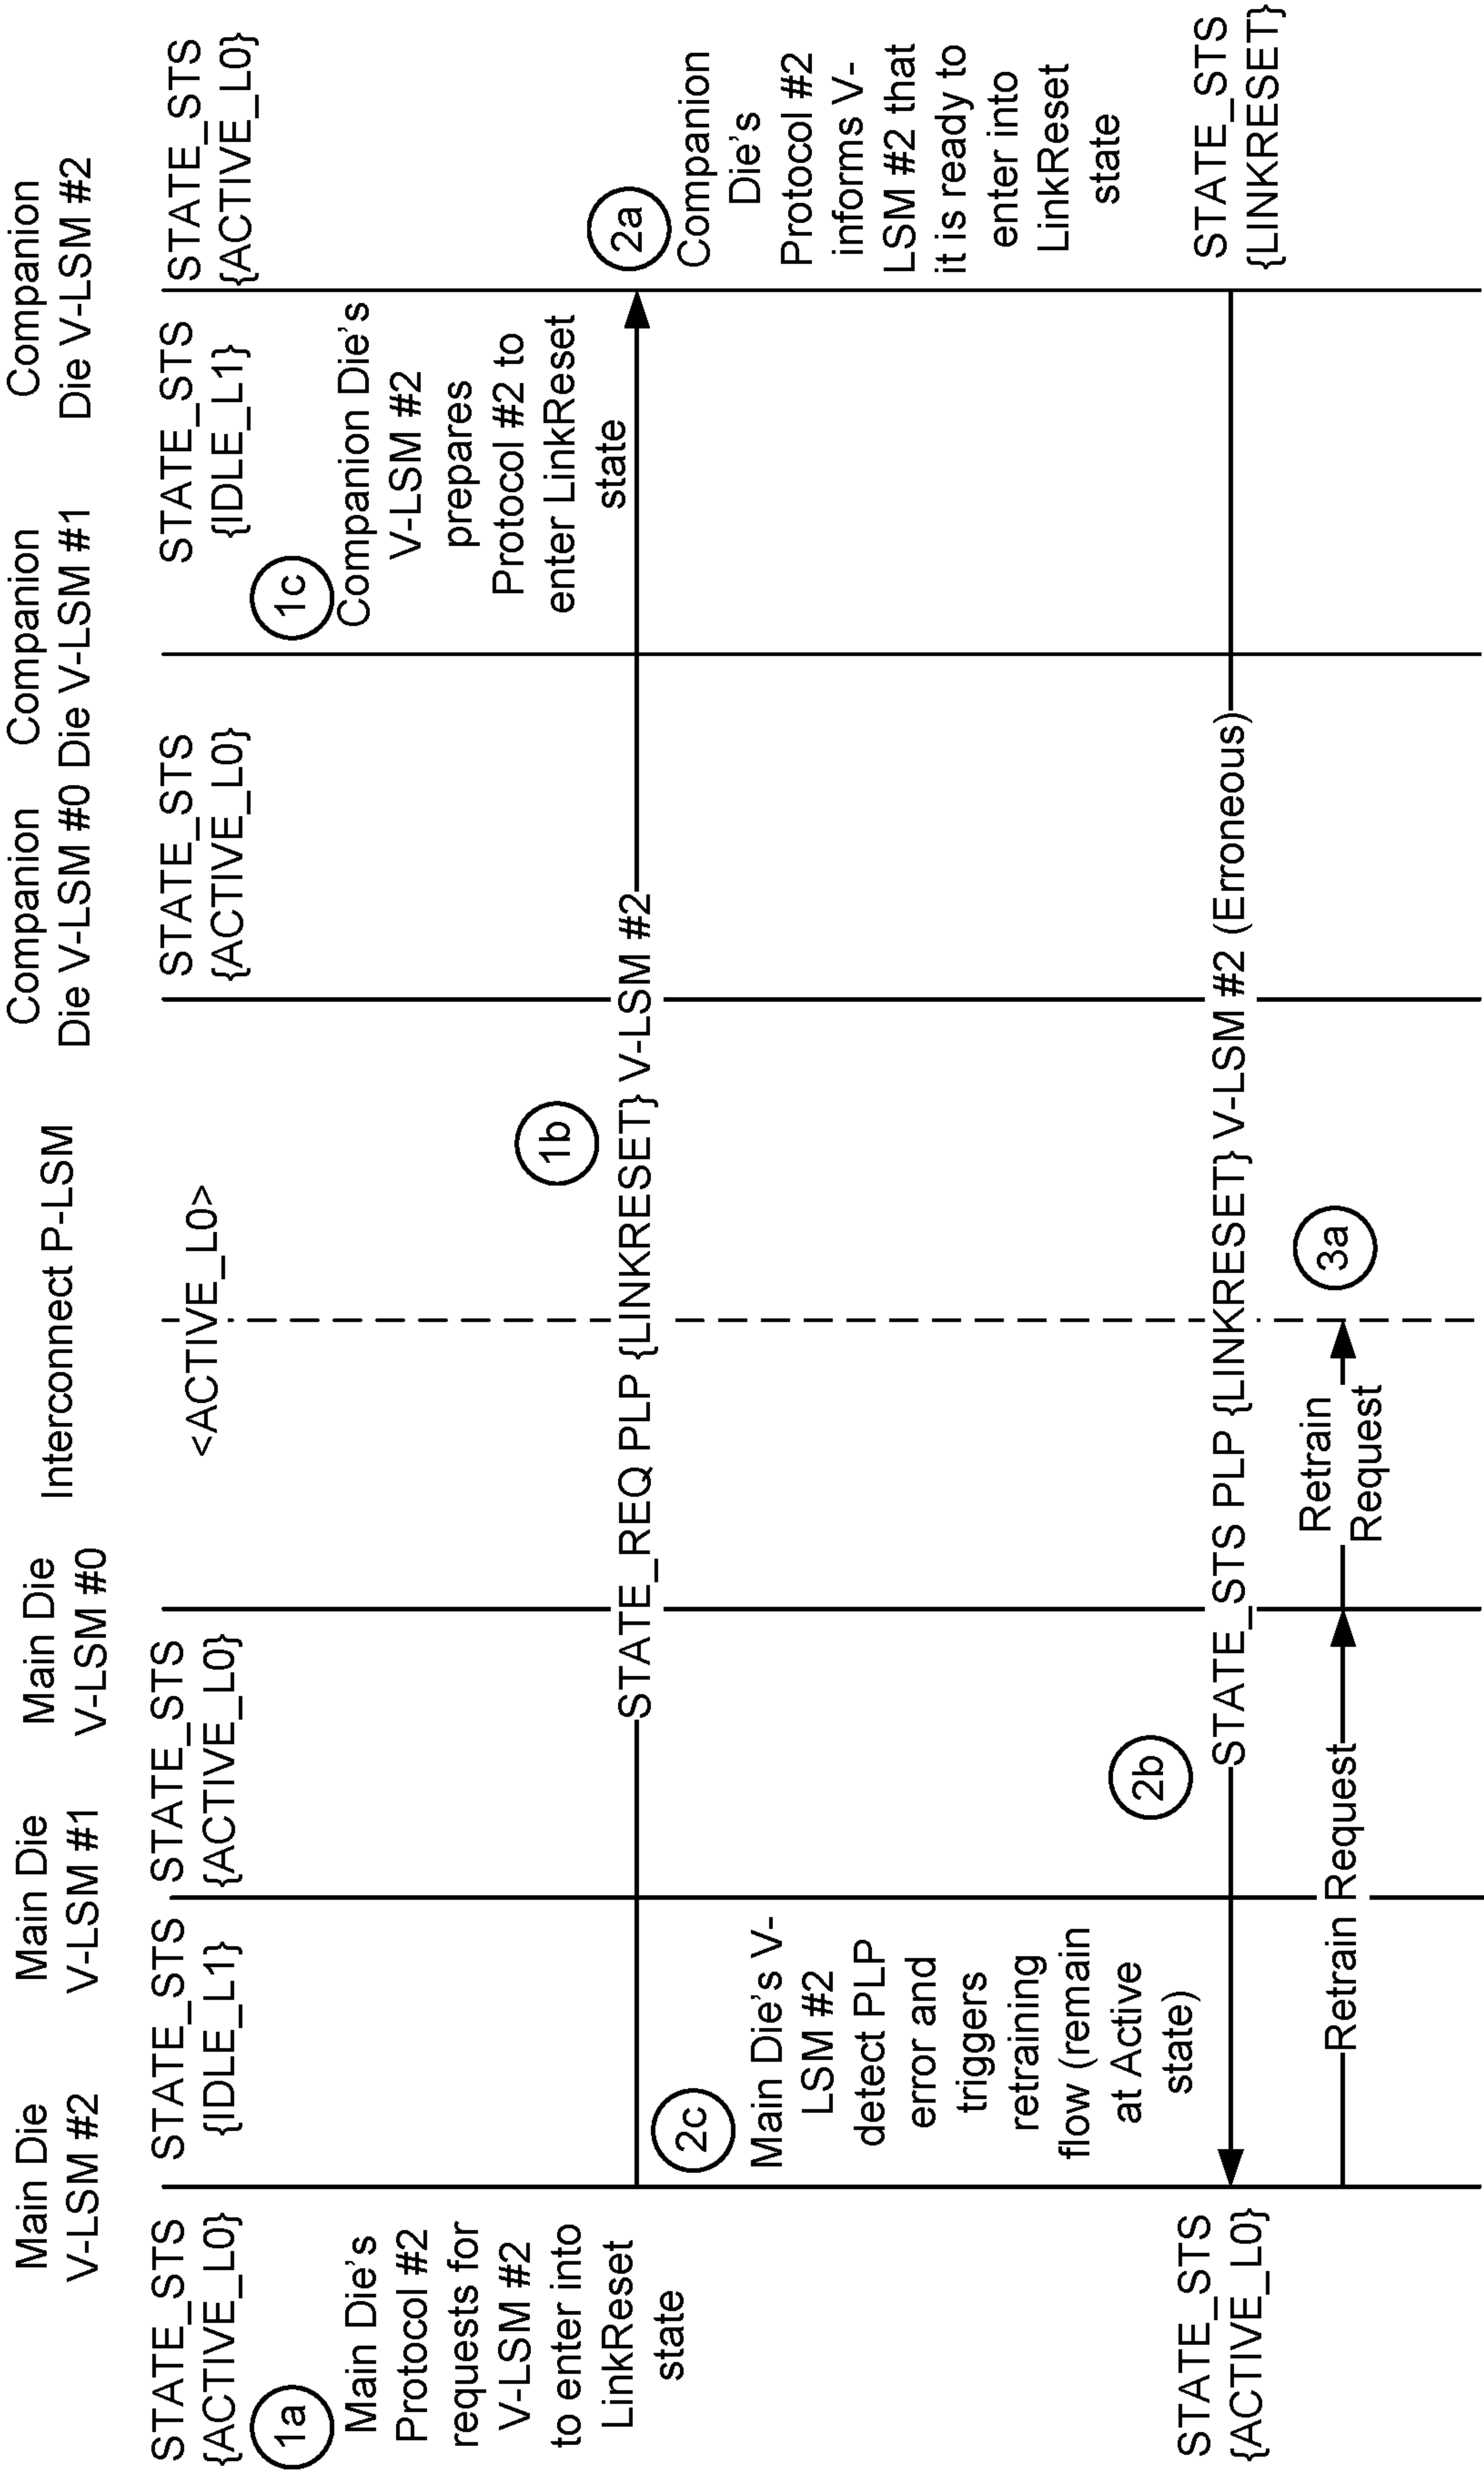 Main Die
V-LSM #2
Main Die
V-LSM #1
Main Die
V-LSM #0
Interconnect P-LSM
Companion
Die V-LSM #0
Companion
Die V-LSM #1
Companion
Die V-LSM #2
STATE_STS
{ACTIVE_L0}
STATE_STS
{IDLE_L1}
STATE_STS
{ACTIVE_L0}
<ACTIVE_L0>
STATE_STS
{ACTIVE_L0}
STATE_STS
{IDLE_L1}
STATE_STS
{ACTIVE_L0}
1a
Main Die's
Protocol #2
requests for
V-LSM #2
to enter into
LinkReset
state
1b
STATE_REQ PLP {LINKRESET} V-LSM #2
1c
Companion Die's
V-LSM #2
prepares
Protocol #2 to
enter LinkReset
state
2a
Companion
Die's
Protocol #2
informs V-
LSM #2 that
it is ready to
enter into
LinkReset
state
2b
STATE_STS PLP {LINKRESET} V-LSM #2 (Erroneous)
2c
Main Die's V-
LSM #2
detect PLP
error and
triggers
retraining
flow (remain
at Active
state)
STATE_STS
{ACTIVE_L0}
STATE_STS
{LINKRESET}
Retrain Request
Retrain
Request
3a